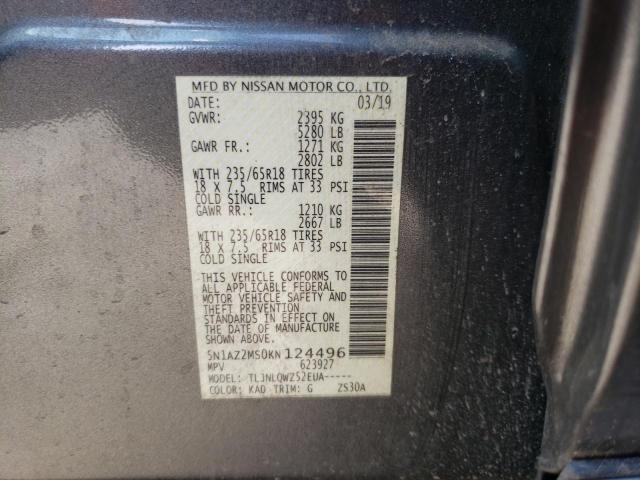 MFD BY NISSAN MOTOR CO., LTD.
DATE: 03/19
GVWR: 2395 KG
5280 LB
GAWR FR.: 1271 KG
2802 LB
WITH 235/65R18 TIRES
18 X 7.5 RIMS AT 33 PSI
COLD SINGLE
GAWR RR.: 1210 KG
2667 LB
WITH 235/65R18 TIRES
18 X 7.5 RIMS AT 33 PSI
COLD SINGLE
THIS VEHICLE CONFORMS TO
ALL APPLICABLE FEDERAL
MOTOR VEHICLE SAFETY AND
THEFT PREVENTION
STANDARDS IN EFFECT ON
THE DATE OF MANUFACTURE
SHOWN ABOVE.
5N1AZ2MS0KN124496
MPV 623927
MODEL: TLJNLQWZ52EUA-----
COLOR: KAD TRIM: G ZS30A